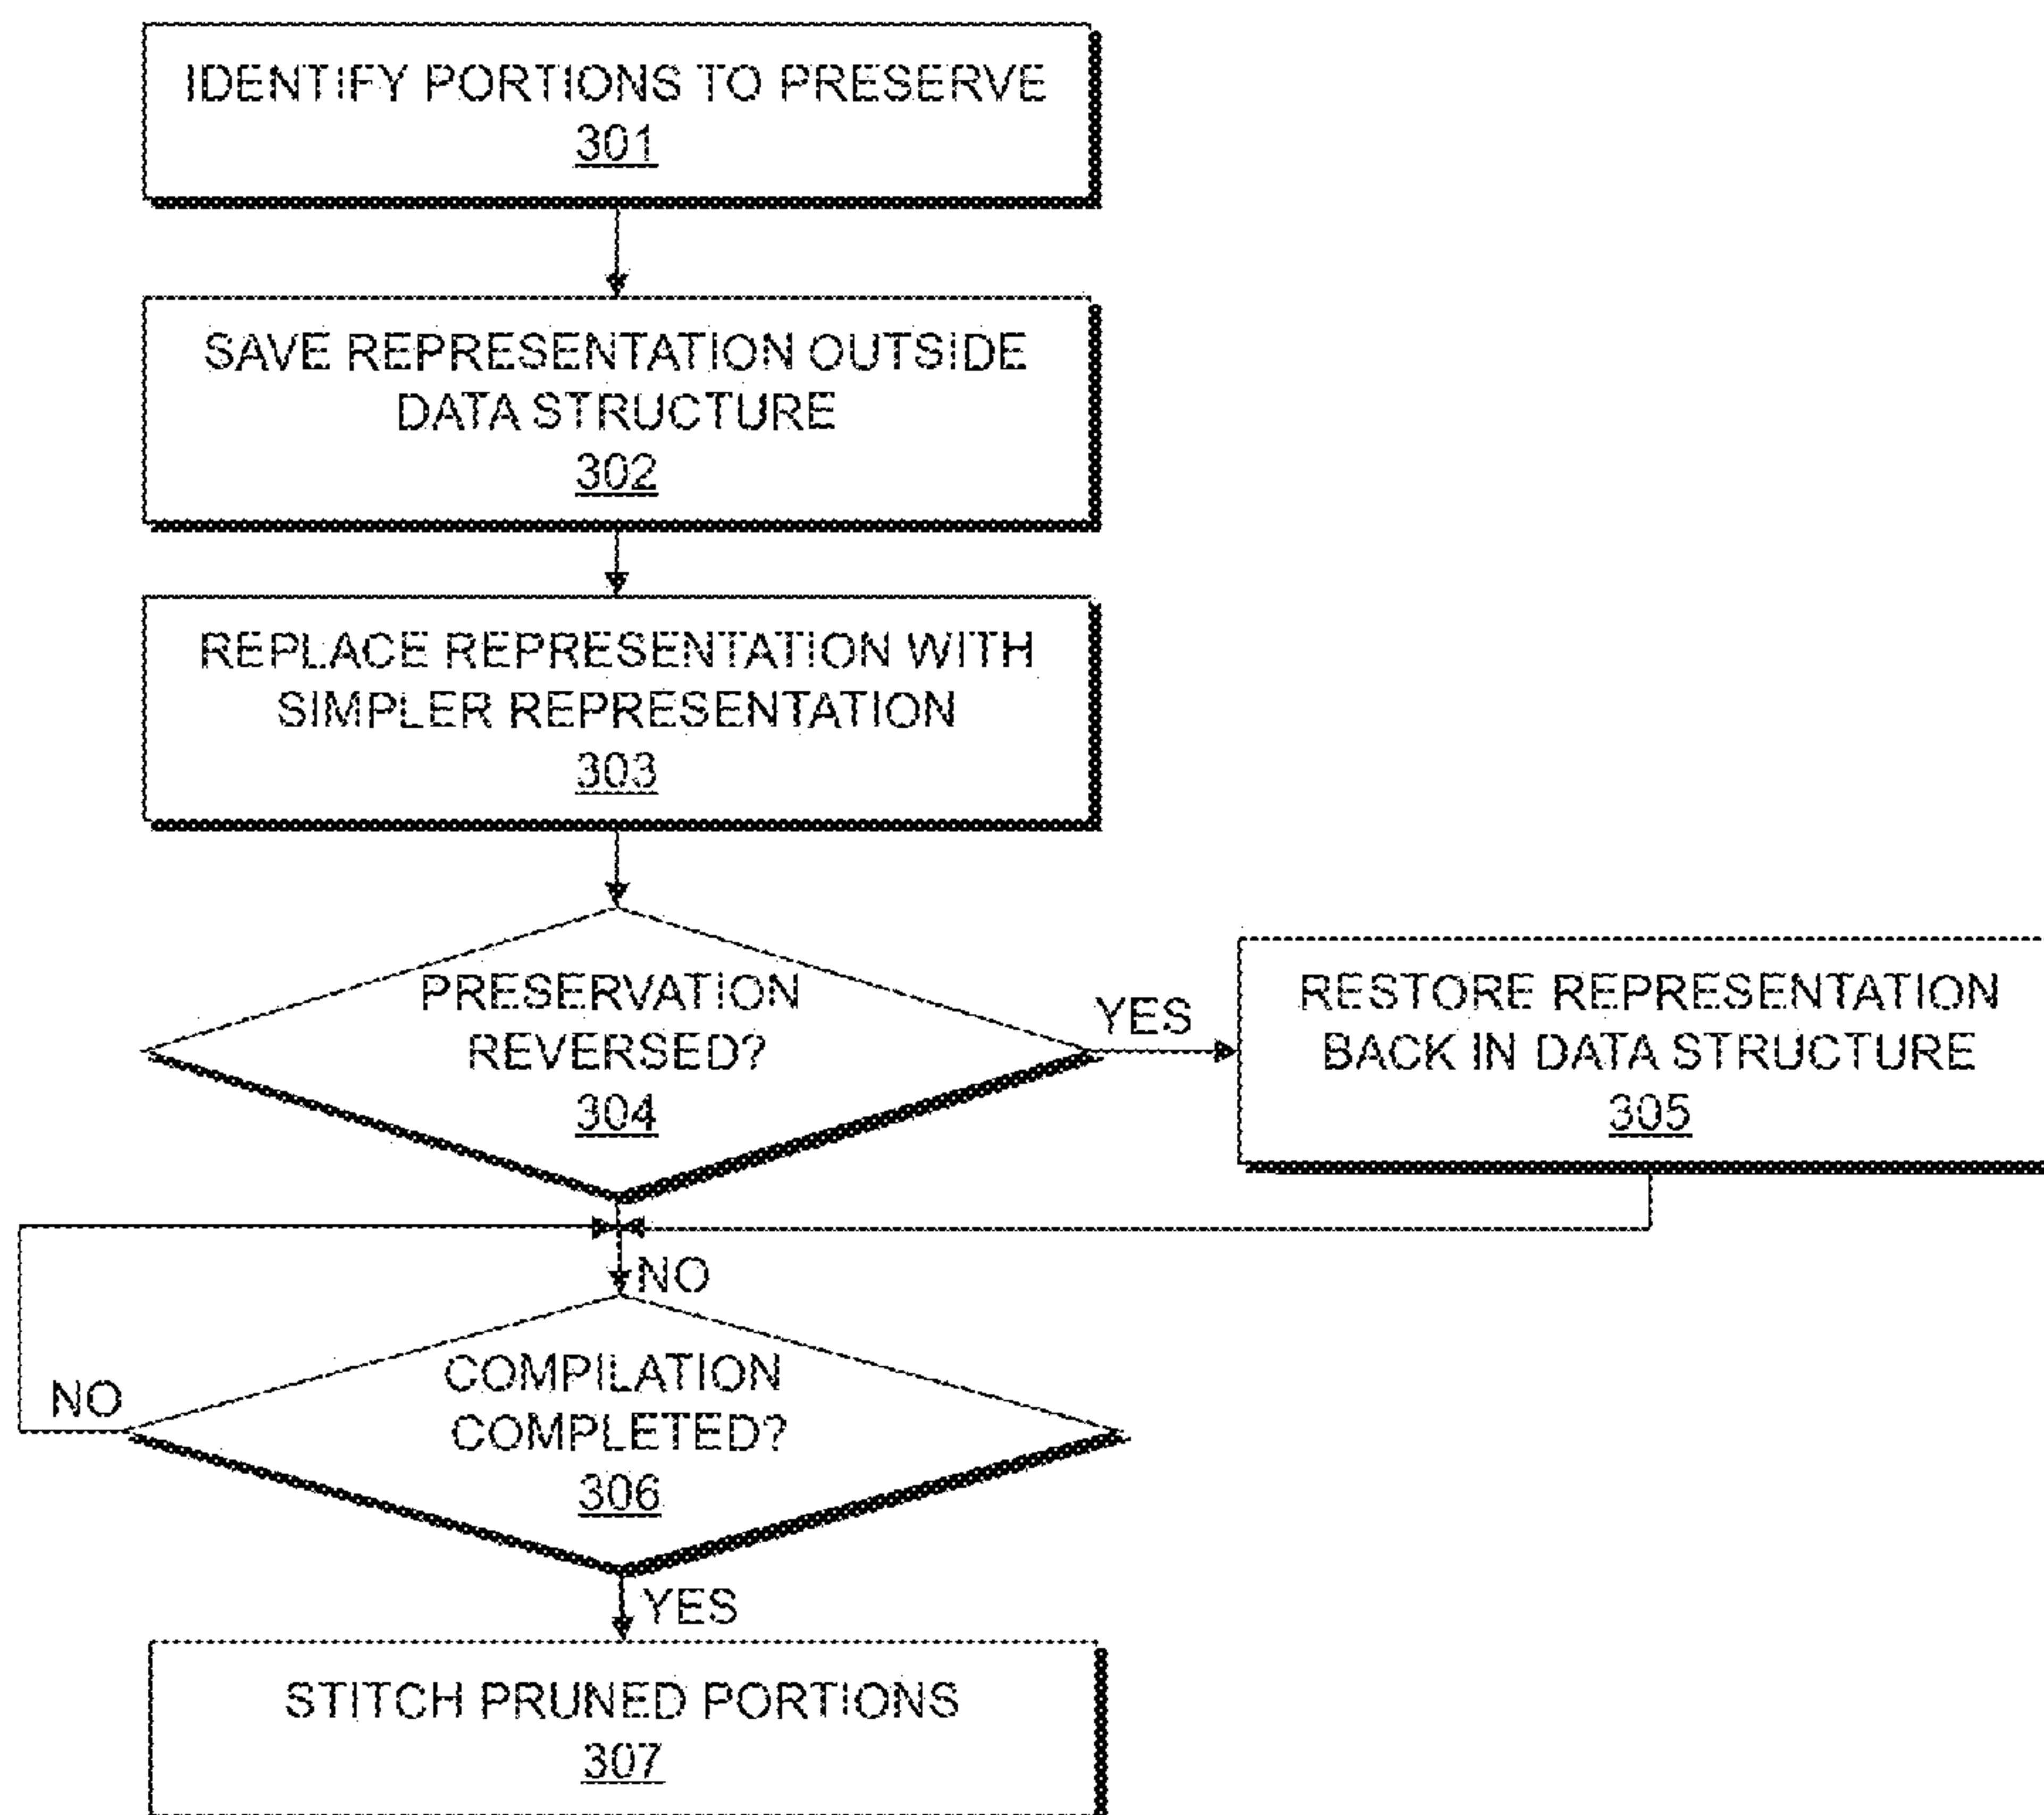 IDENTIFY PORTIONS TO PRESERVE
301
SAVE REPRESENTATION OUTSIDE
DATA STRUCTURE
302
REPLACE REPRESENTATION WITH
SIMPLER REPRESENTATION
303
PRESERVATION
REVERSED?
304
YES
RESTORE REPRESENTATION
BACK IN DATA STRUCTURE
305
NO
COMPILATION
COMPLETED?
306
NO
YES
STITCH PRUNED PORTIONS
307